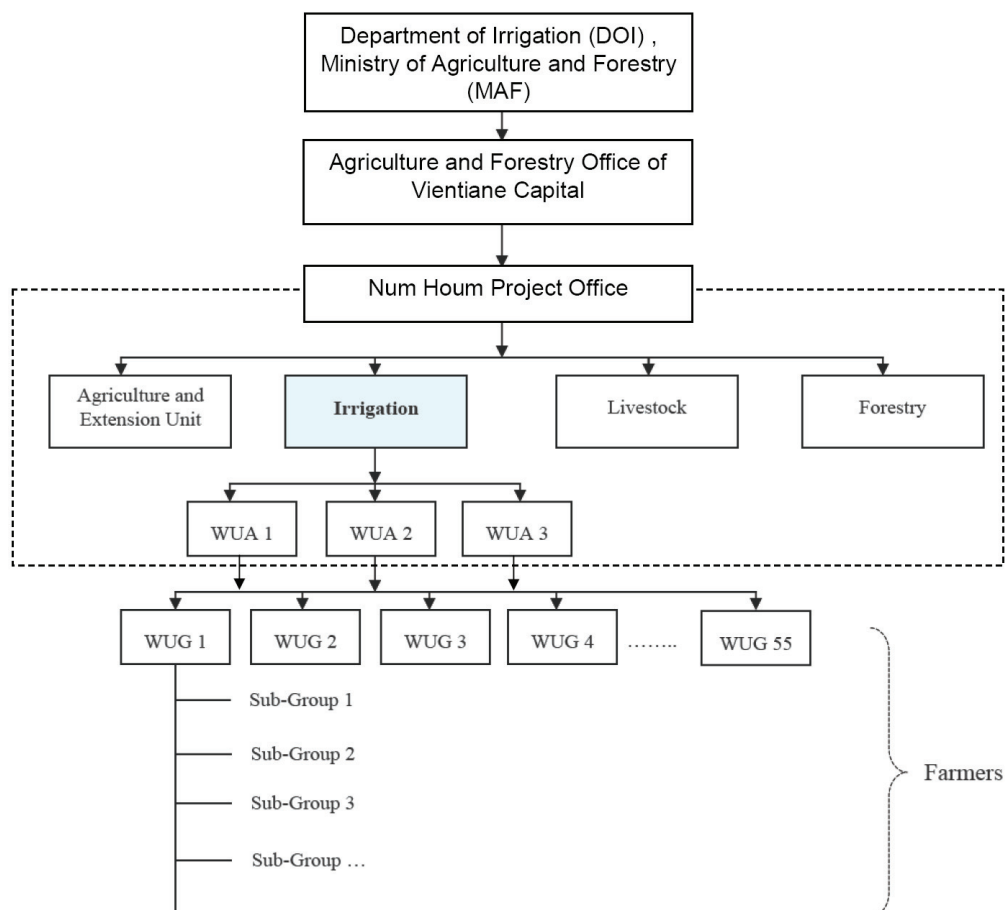 Department of Irrigation (DOI) ,
Ministry of Agriculture and Forestry
(MAF)
Agriculture and Forestry Office of
Vientiane Capital
Num Houm Project Office
Agriculture and
Extension Unit
Irrigation
Livestock
Forestry
WUA 1
WUA 2
WUA 3
WUG 1
WUG 2
WUG 3
WUG 4
........
WUG 55
Sub-Group 1
Sub-Group 2
Sub-Group 3
Sub-Group …
Farmers